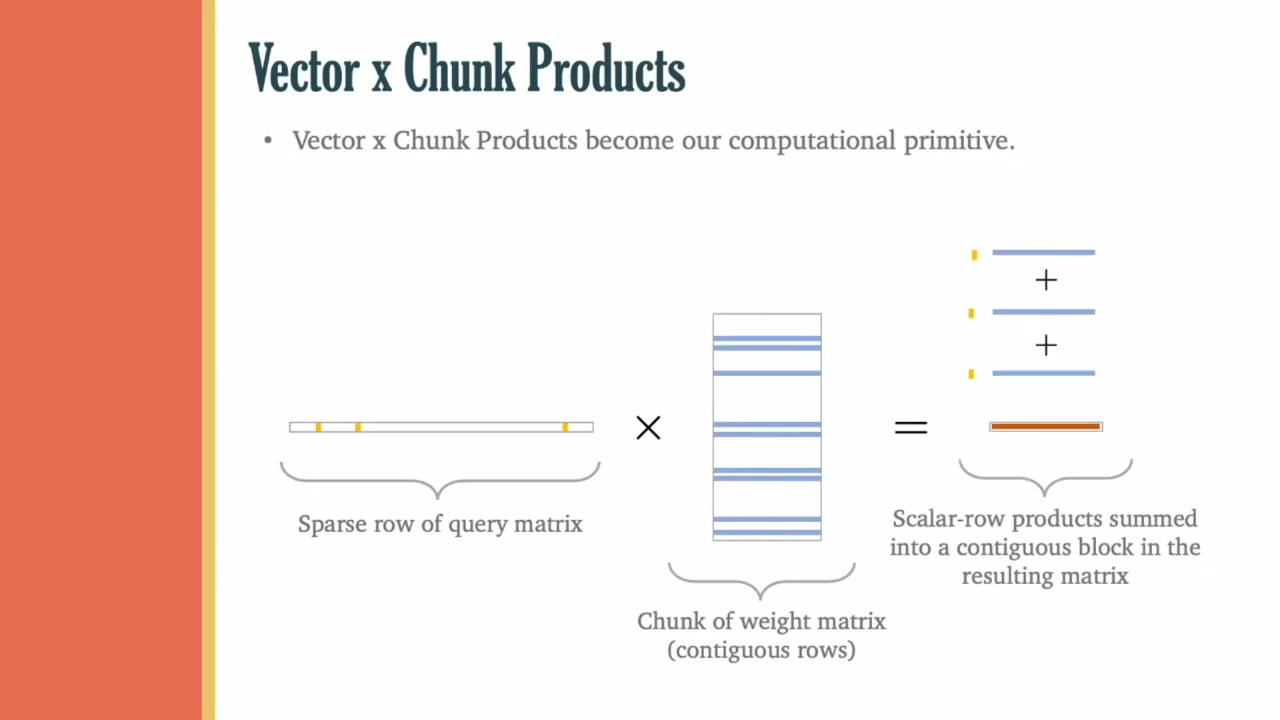 Vector x Chunk Products
• Vector x Chunk Products become our computational primitive.
+
+
×
=
Sparse row of query matrix
Scalar-row products summed
into a contiguous block in the
resulting matrix
Chunk of weight matrix
(contiguous rows)